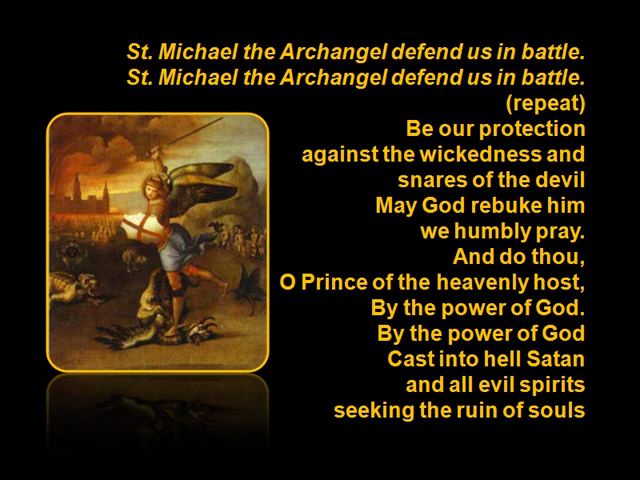 St. Michael the Archangel defend us in battle.
St. Michael the Archangel defend us in battle.
(repeat)
Be our protection
against the wickedness and
snares of the devil
May God rebuke him
we humbly pray.
And do thou,
O Prince of the heavenly host,
By the power of God.
By the power of God
Cast into hell Satan
and all evil spirits
seeking the ruin of souls